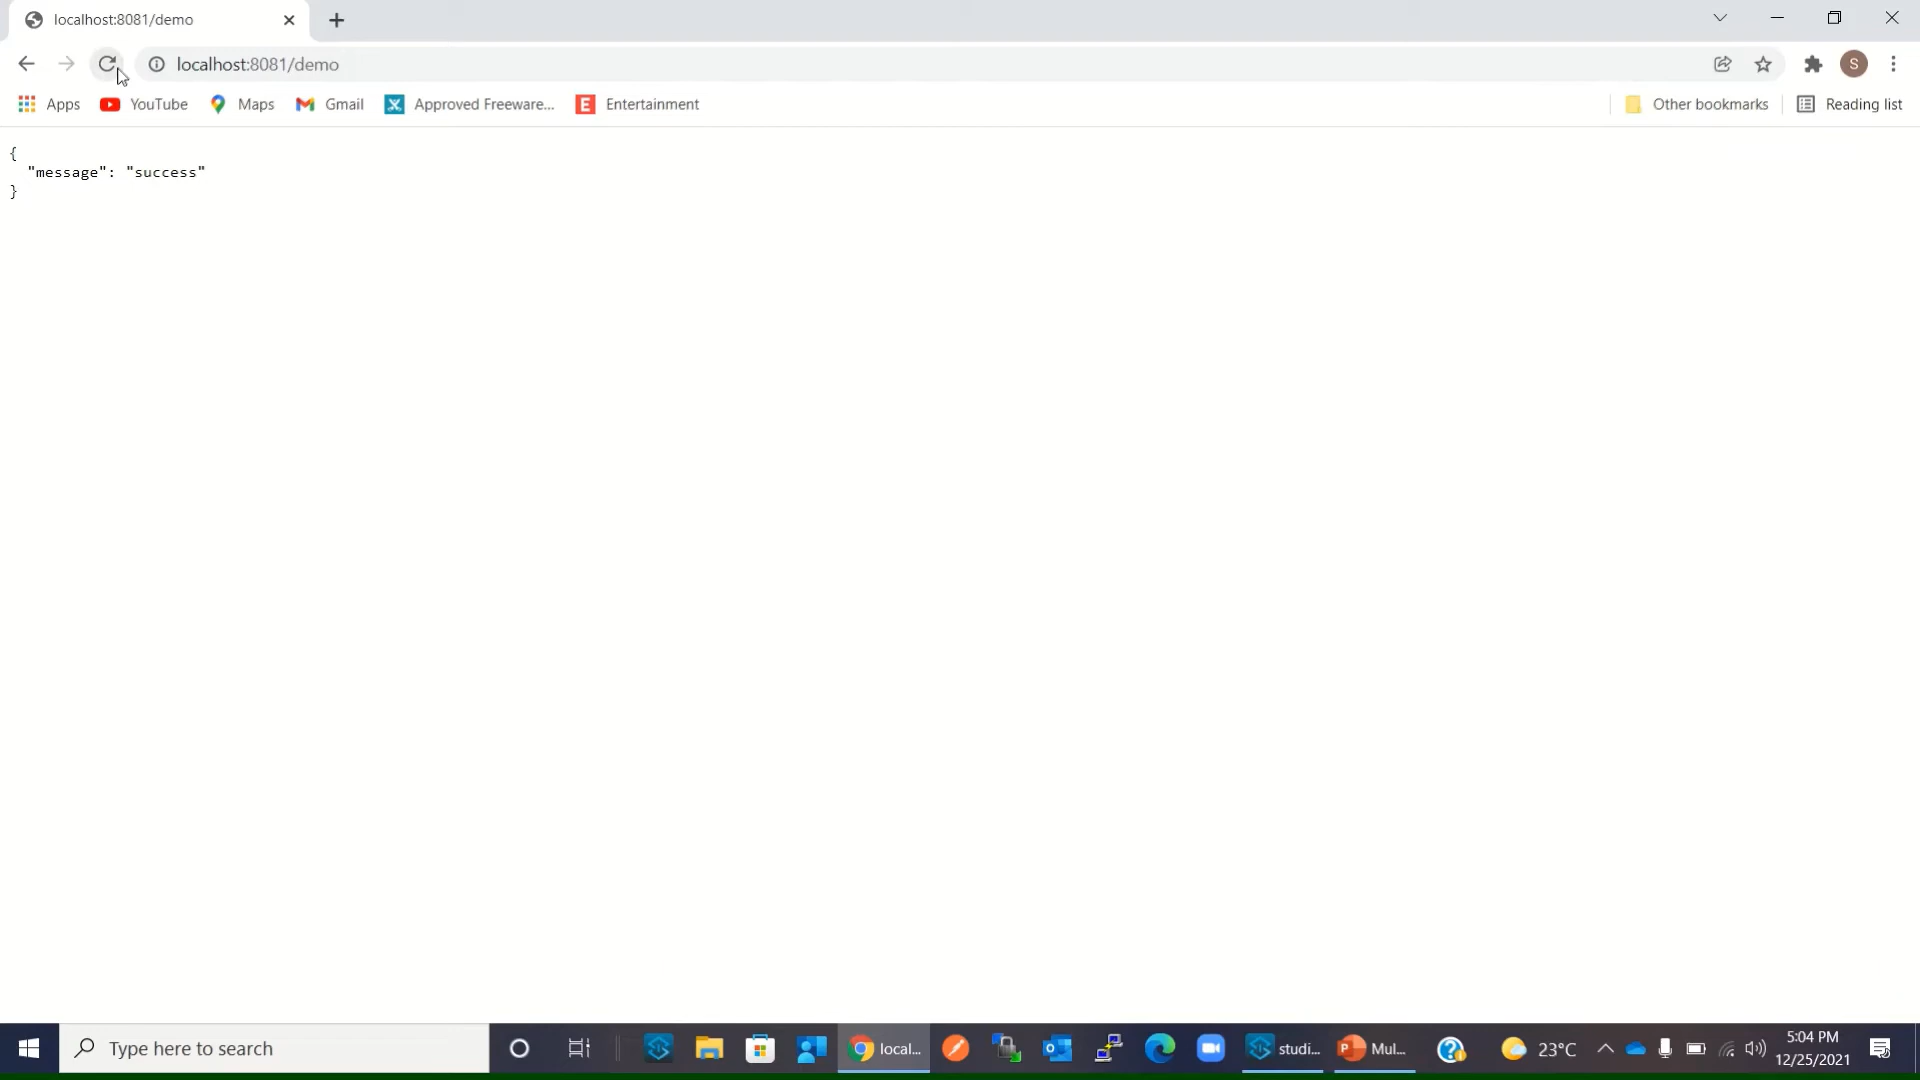 localhost:8081/demo
localhost:8081/demo
S
Apps YouTube Maps Gmail Approved Freeware... E Entertainment Other bookmarks Reading list
{
"message": "success"
}
Type here to search local... studi... P Mul... 23°C 5:04 PM
12/25/2021